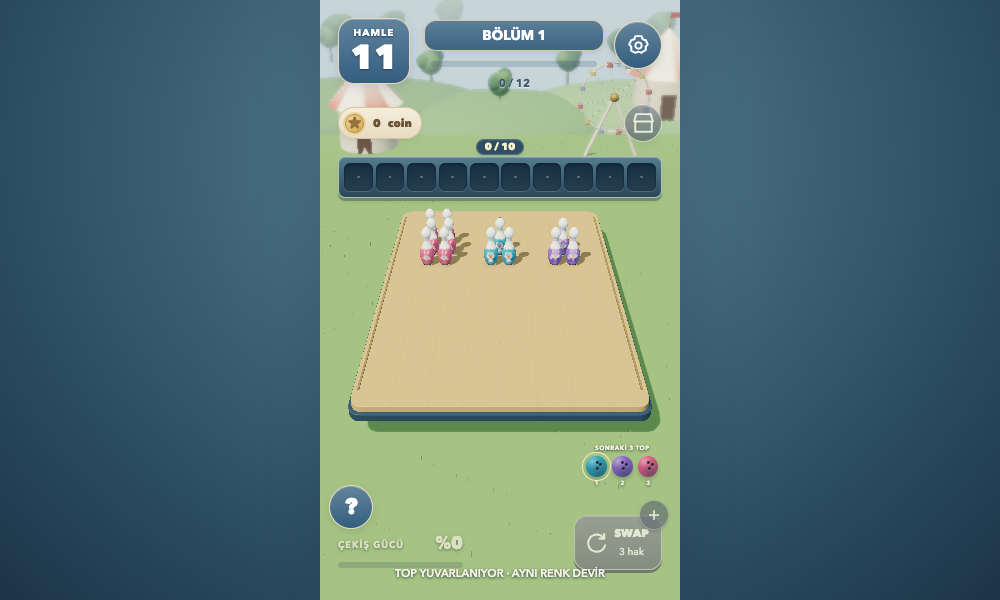 HAMLE
11
BÖLÜM 1
0/12
0 coin
0/10
SONRAKİ 3 TOP
1 2 3
?
+
SWAP
3 hak
ÇEKİŞ GÜCÜ %0
TOP YUVARLANIYOR · AYNI RENK DEVİR